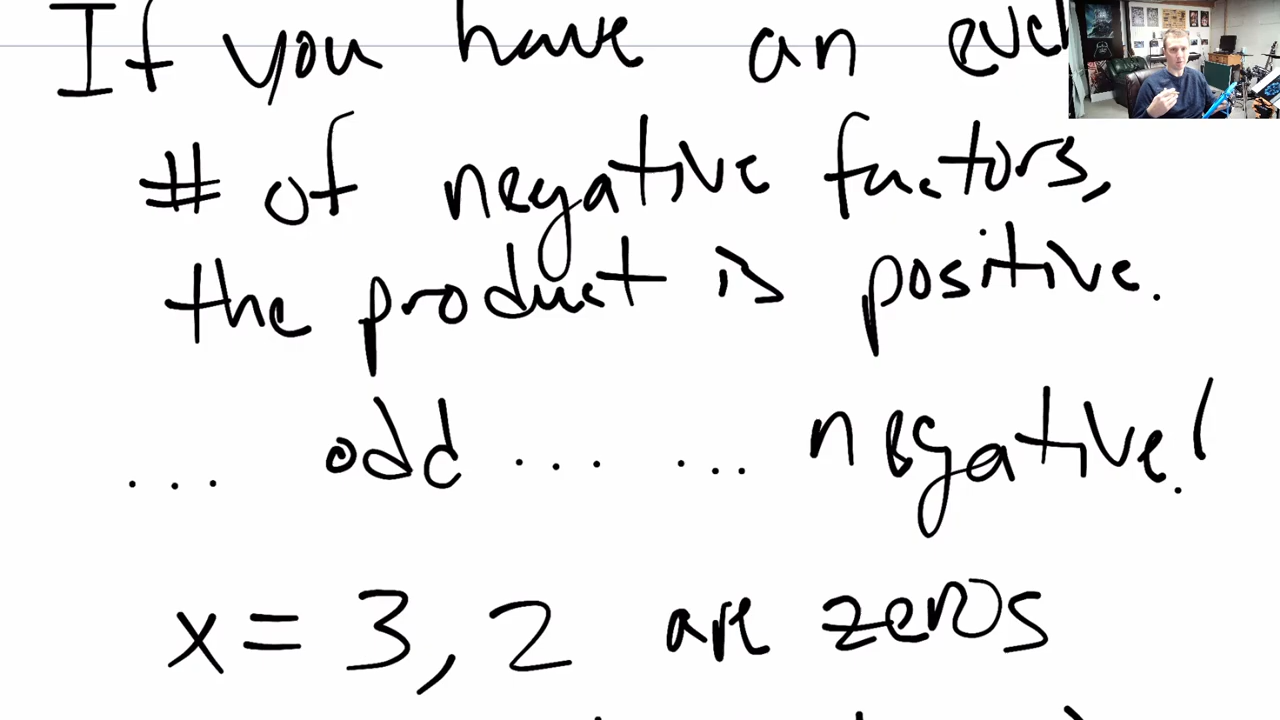 If you have an even
# of negative factors,
the product is positive.
... odd ... ... negative!
x = 3, 2 are zeros